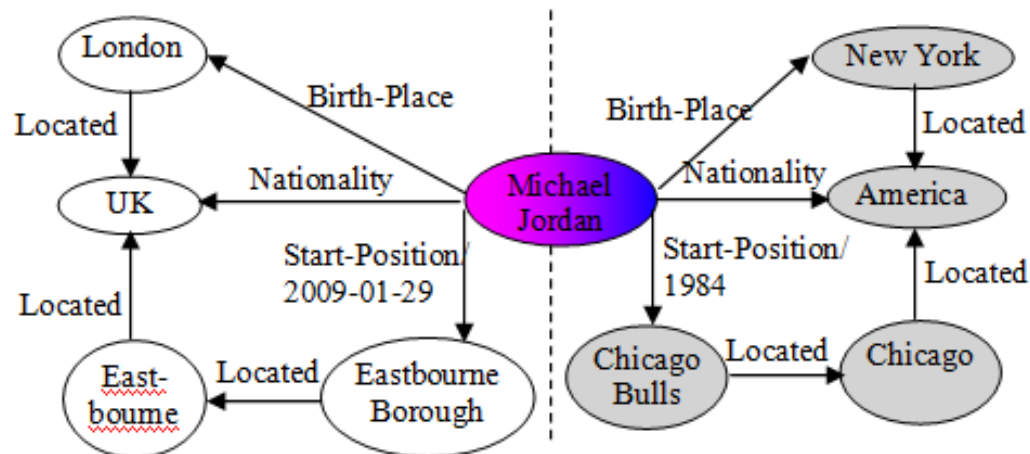 London
New York
Birth-Place
Birth-Place
Located
Located
Nationality
Michael
Jordan
Nationality
UK
America
Start-Position/
2009-01-29
Start-Position/
1984
Located
Located
East-
boume
Located
Eastbourne
Borough
Chicago
Bulls
Located
Chicago